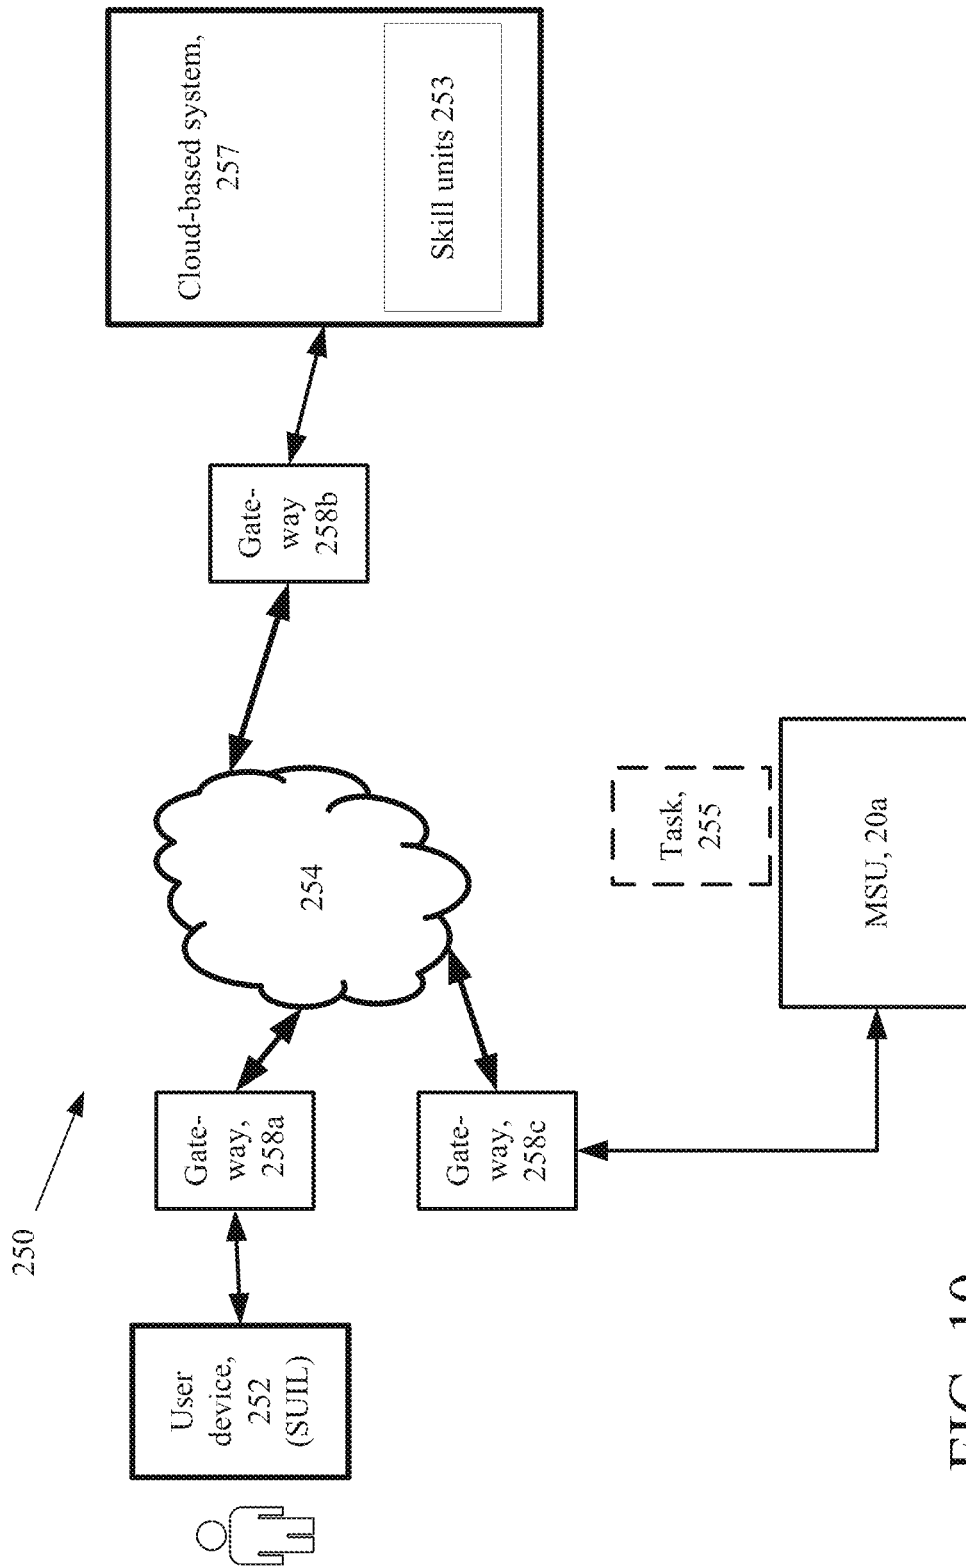 250
User
device,
252
(SUIL)
Gate-
way,
258a
254
Gate-
way
258b
Cloud-based system,
257
Skill units 253
Gate-
way,
258c
Task,
255
MSU, 20a
FIG